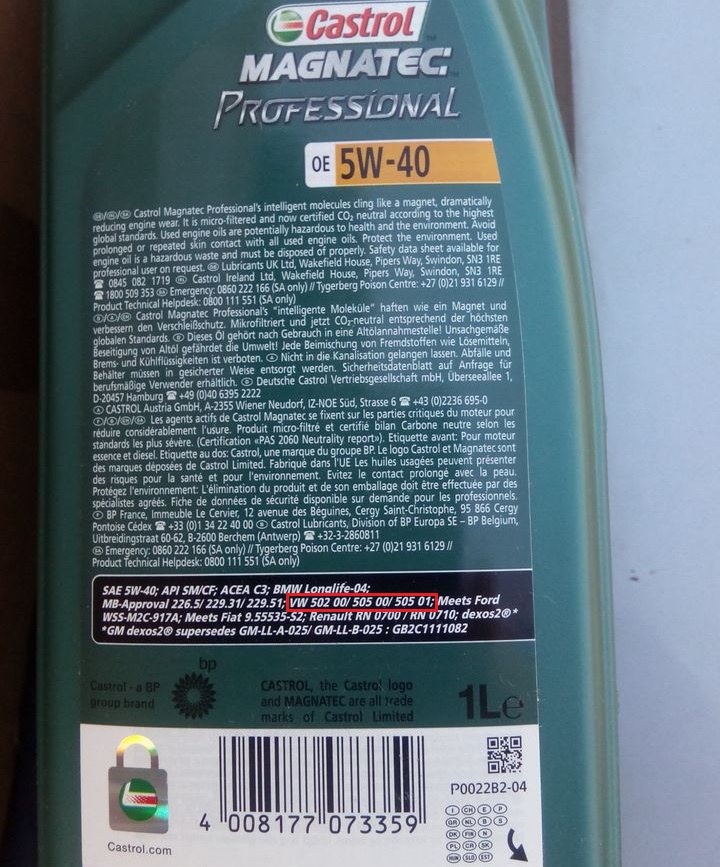 Castrol
MAGNATEC
PROFESSIONAL
OE 5W-40
GB/IRL/ZA Castrol Magnatec Professional's intelligent molecules cling like a magnet, dramatically
reducing engine wear. It is micro-filtered and now certified CO₂ neutral according to the highest
global standards. Used engine oils are potentially hazardous to health and the environment. Avoid
prolonged or repeated skin contact with all used engine oils. Protect the environment. Used
engine oil is a hazardous waste and must be disposed of properly. Safety data sheet available for
professional user on request. Lubricants UK Ltd, Wakefield House, Pipers Way, Swindon, SN3 1RE
☎ 0845 082 1719 Castrol Ireland Ltd, Wakefield House, Pipers Way, Swindon, SN3 1RE
☎ 1800 509 353 Emergency: 0860 222 166 (SA only) // Tygerberg Poison Centre: +27 (0)21 931 6129 //
Product Technical Helpdesk: 0800 111 551 (SA only)
Castrol Magnatec Professional's "intelligente Moleküle" haften wie ein Magnet und
verbessern den Verschleißschutz. Mikrofiltriert und jetzt CO₂-neutral entsprechend der höchsten
globalen Standards. Dieses Öl gehört nach Gebrauch in eine Altölannahmestelle! Unsachgemäße
Beseitigung von Altöl gefährdet die Umwelt! Jede Beimischung von Fremdstoffen wie Lösemitteln,
Brems- und Kühlflüssigkeiten ist verboten. Nicht in die Kanalisation gelangen lassen. Abfälle und
Behälter müssen in gesicherter Weise entsorgt werden. Sicherheitsdatenblatt auf Anfrage für
berufsmäßige Verwender erhältlich. Deutsche Castrol Vertriebsgesellschaft mbH, Überseeallee 1,
D-20457 Hamburg ☎ +49 (0)40 6395 2222
CASTROL Austria GmbH, A-2355 Wiener Neudorf, IZ-NOE Süd, Strasse 6 ☎ +43 (0)2236 695-0
Les agents actifs de Castrol Magnatec se fixent sur les parties critiques du moteur pour
réduire considérablement l'usure. Produit micro-filtré et certifié bilan Carbone neutre selon les
standards les plus sévère. (Certification «PAS 2060 Neutrality report»). Etiquette avant: Pour moteur
essence et diesel. Etiquette au dos: Castrol, une marque du groupe BP. Le logo Castrol et Magnatec sont
des marques déposées de Castrol Limited. Fabriqué dans l'UE Les huiles usagées peuvent présenter
des risques pour la santé et pour l'environnement. Evitez le contact prolongé avec la peau.
Protégez l'environnement: L'élimination du produit et de son emballage doit être effectuée par des
spécialistes agréés. Fiche de données de sécurité disponible sur demande pour les professionnels.
BP France, Immeuble Le Cervier, 12 avenue des Béguines, Cergy Saint-Christophe, 95 866 Cergy
Pontoise Cédex ☎ +33 (0)1 34 22 40 00 Castrol Lubricants, Division of BP Europa SE – BP Belgium,
Uitbreidingstraat 60-62, B-2600 Berchem (Antwerp) ☎ +32-3-2860811
Emergency: 0860 222 166 (SA only) // Tygerberg Poison Centre: +27 (0)21 931 6129 //
Product Technical Helpdesk: 0800 111 551 (SA only)
SAE 5W-40; API SM/CF; ACEA C3; BMW Longlife-04;
MB-Approval 226.5/ 229.31/ 229.51; VW 502 00/ 505 00/ 505 01; Meets Ford
WSS-M2C-917A; Meets Fiat 9.55535-S2; Renault RN 0700 / RN 0710; dexos2®*
*GM dexos2® supersedes GM-LL-A-025/ GM-LL-B-025 : GB2C1111082
bp
Castrol - a BP
group brand
CASTROL, the Castrol logo
and MAGNATEC are all trade
marks of Castrol Limited
1Le
Castrol.com
4 008177 073359
P0022B2-04
I CH E P
GR NL B S
DK FIN N
PL CR SK
HUN SLO EST